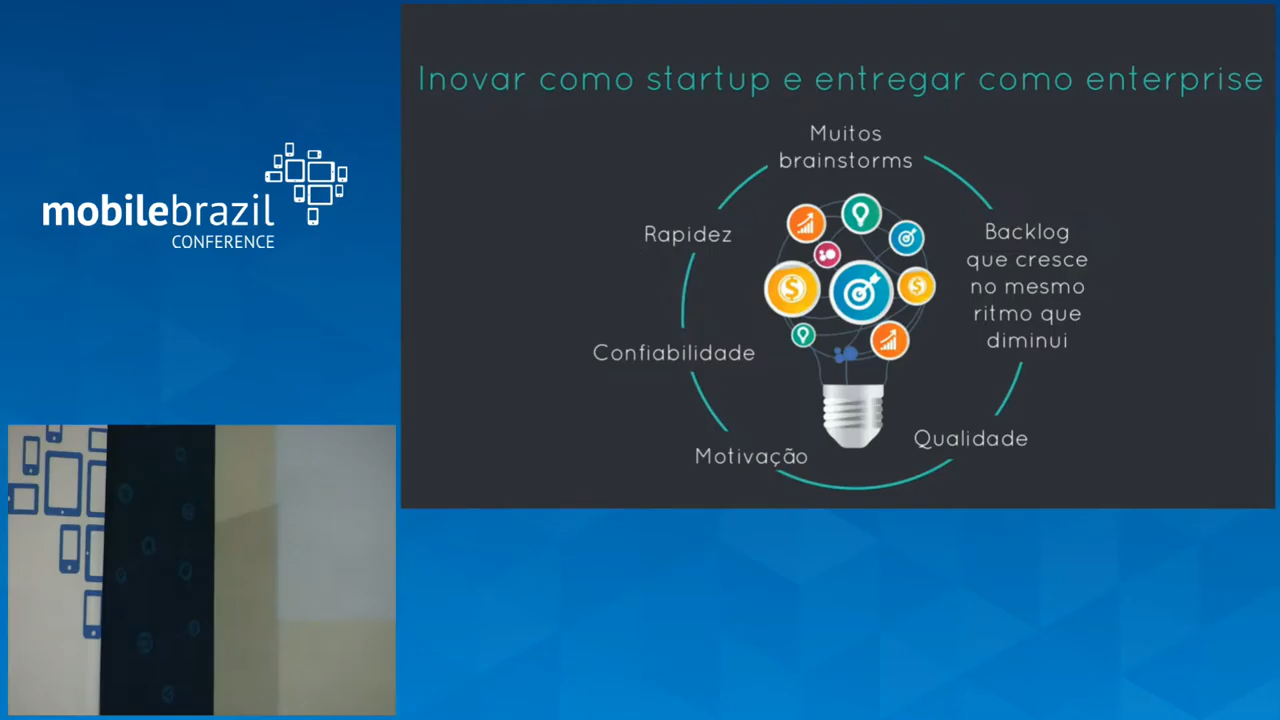 mobilebrazil
CONFERENCE
Inovar como startup e entregar como enterprise
Muitos
brainstorms
Backlog
que cresce
no mesmo
ritmo que
diminui
Qualidade
Motivação
Confiabilidade
Rapidez